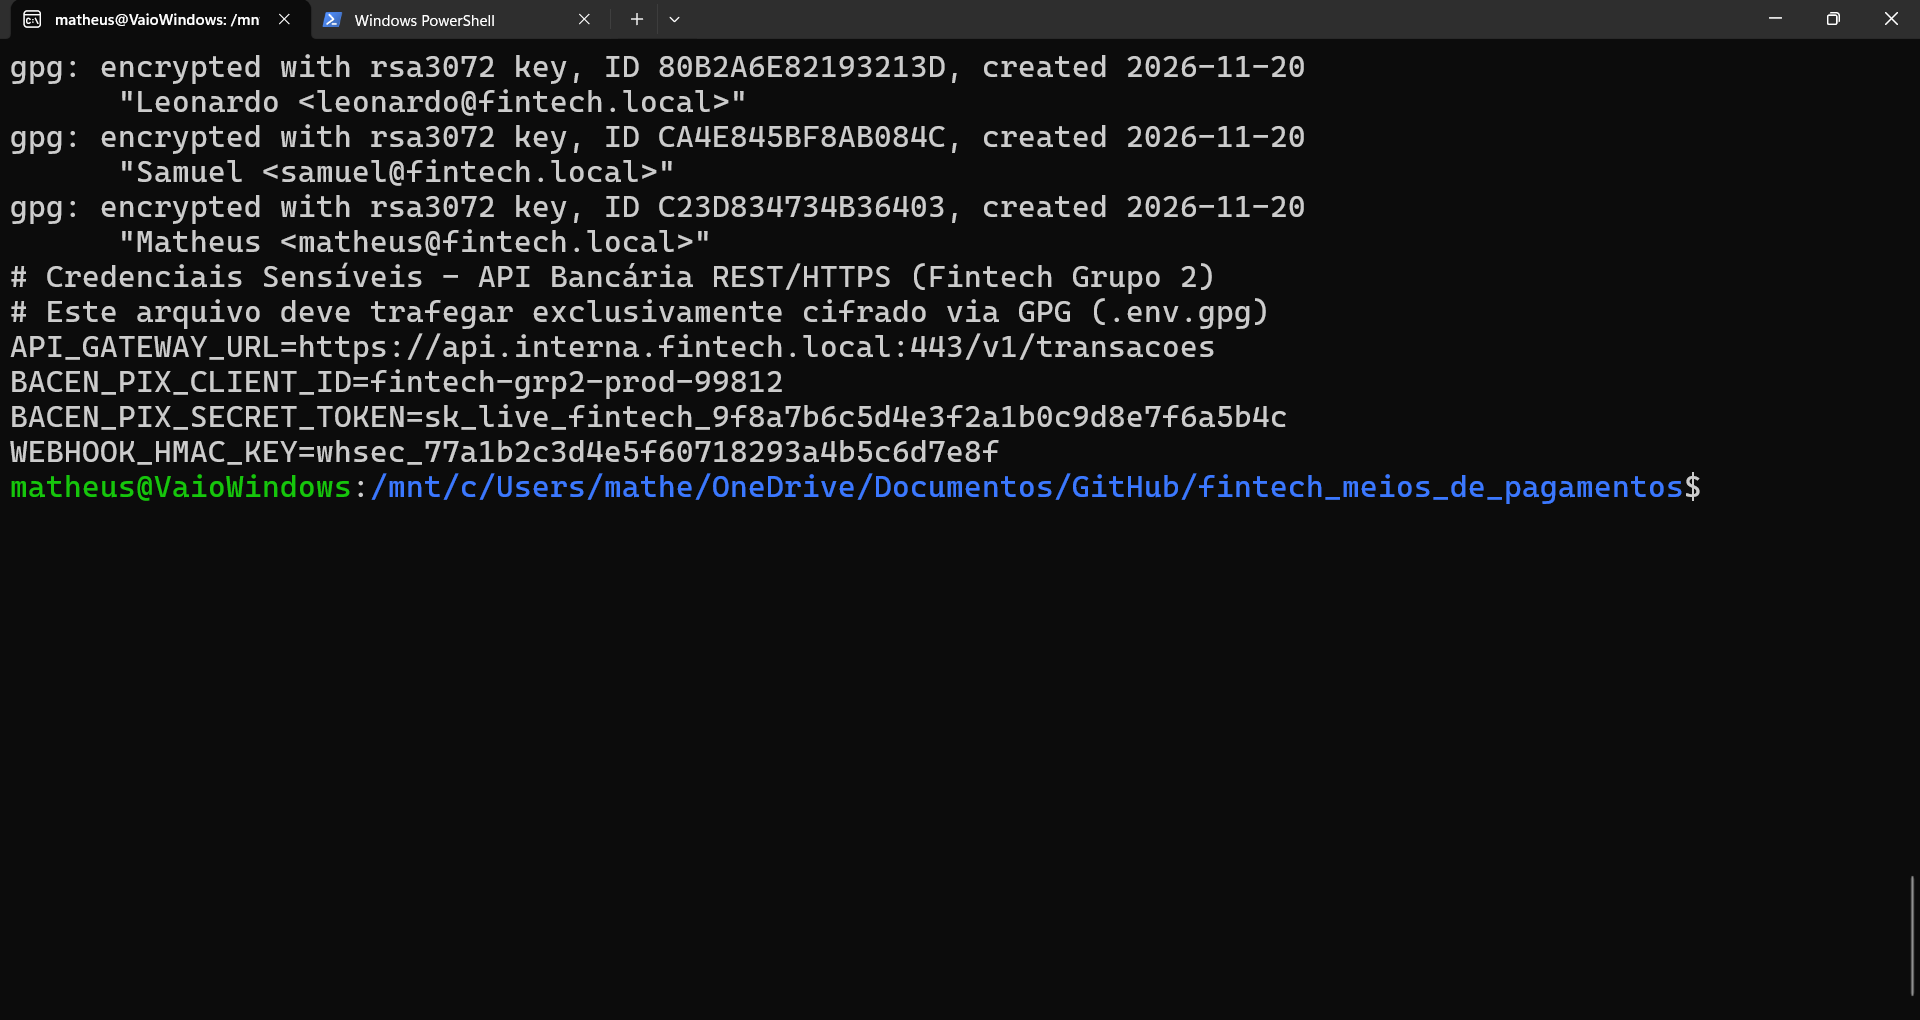 matheus@VaioWindows: /mn
Windows PowerShell
gpg: encrypted with rsa3072 key, ID 80B2A6E82193213D, created 2026-11-20
"Leonardo <leonardo@fintech.local>"
gpg: encrypted with rsa3072 key, ID CA4E845BF8AB084C, created 2026-11-20
"Samuel <samuel@fintech.local>"
gpg: encrypted with rsa3072 key, ID C23D834734B36403, created 2026-11-20
"Matheus <matheus@fintech.local>"
# Credenciais Sensíveis - API Bancária REST/HTTPS (Fintech Grupo 2)
# Este arquivo deve trafegar exclusivamente cifrado via GPG (.env.gpg)
API_GATEWAY_URL=https://api.interna.fintech.local:443/v1/transacoes
BACEN_PIX_CLIENT_ID=fintech-grp2-prod-99812
BACEN_PIX_SECRET_TOKEN=sk_live_fintech_9f8a7b6c5d4e3f2a1b0c9d8e7f6a5b4c
WEBHOOK_HMAC_KEY=whsec_77a1b2c3d4e5f60718293a4b5c6d7e8f
matheus@VaioWindows:/mnt/c/Users/mathe/OneDrive/Documentos/GitHub/fintech_meios_de_pagamentos$